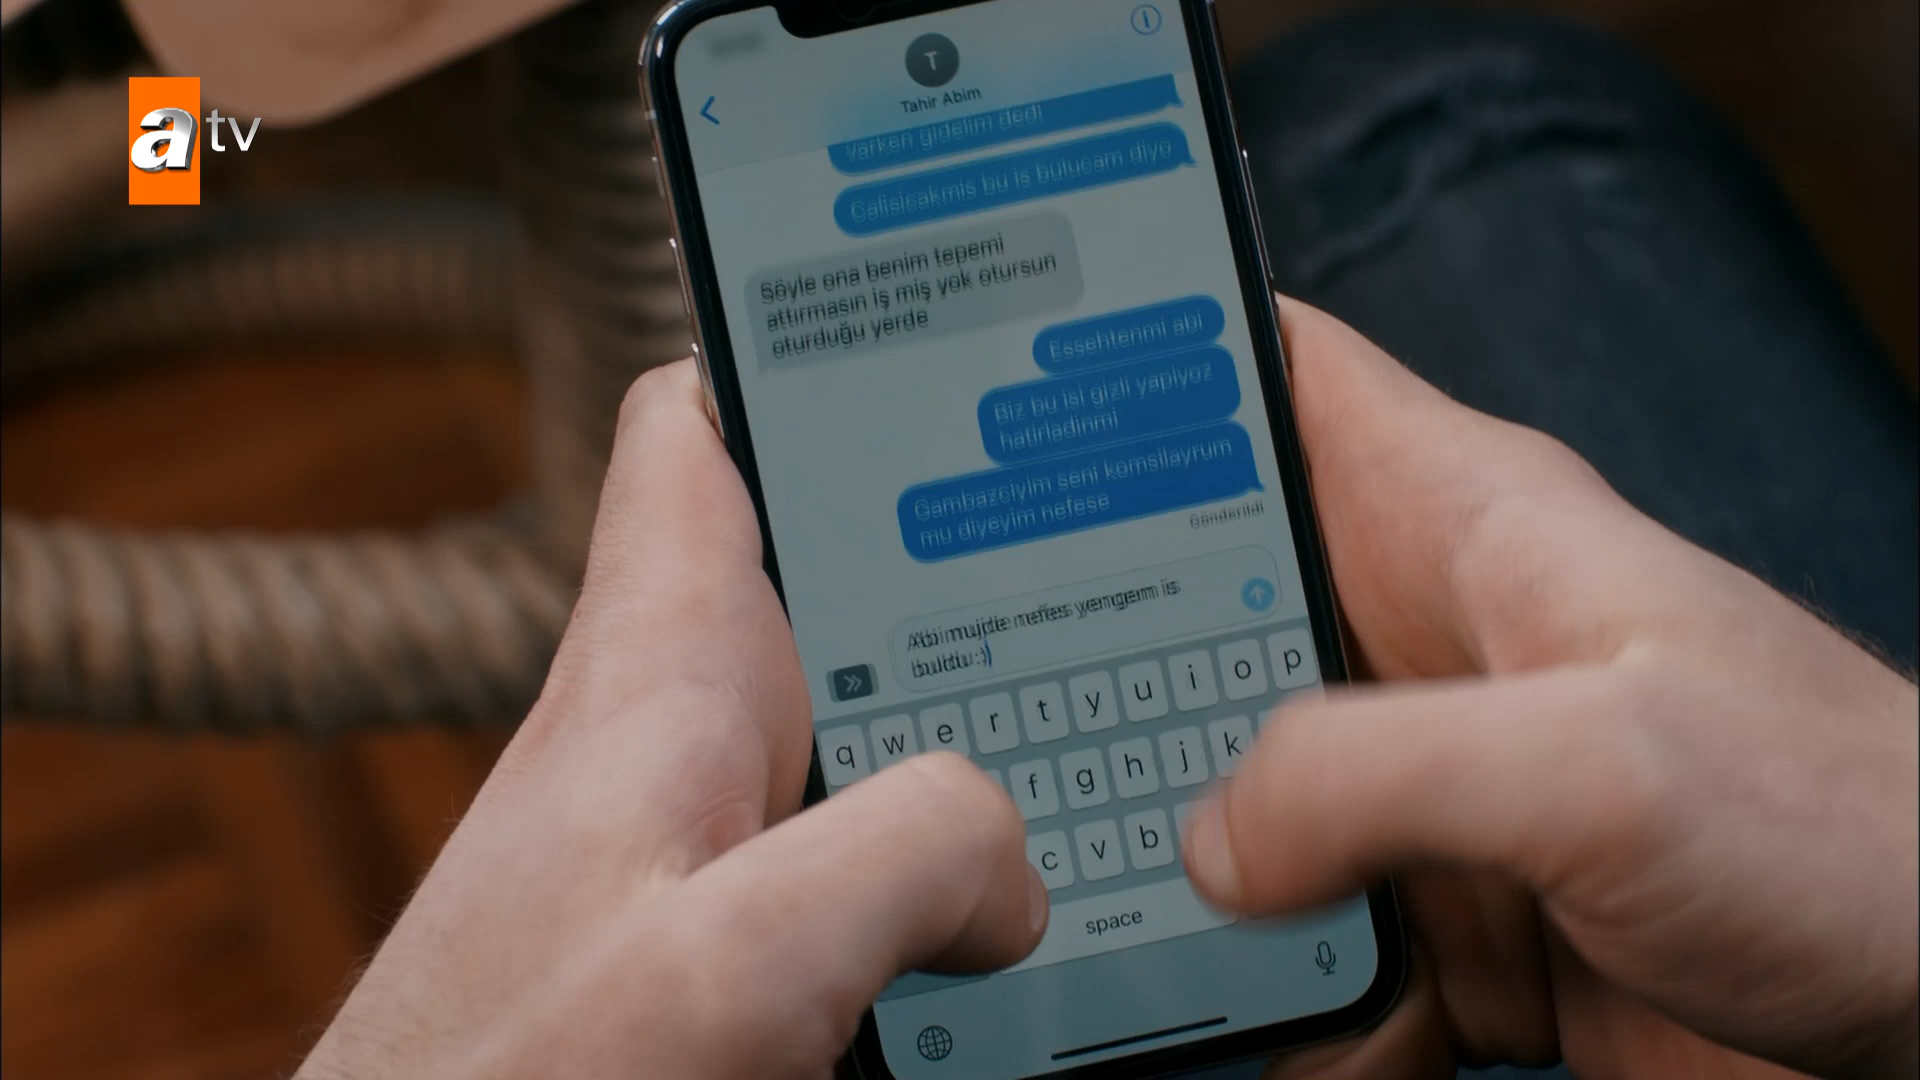 atv
T
Tahir Abim
varken gidelim dedi
Calisicakmis bu is bulucam diyo
Söyle ona benim tepemi
attırmasın iş miş yok otursun
oturduğu yerde
Essehtenmi abi
Biz bu isi gizli yapiyoz
hatirladinmi
Gambazciyim seni komsilayrum
mu diyeyim nefese
Gönderildi
Abi mujde nefes yengem is
buldu:)
q w e r t y u i o p
f g h j k
c v b
space